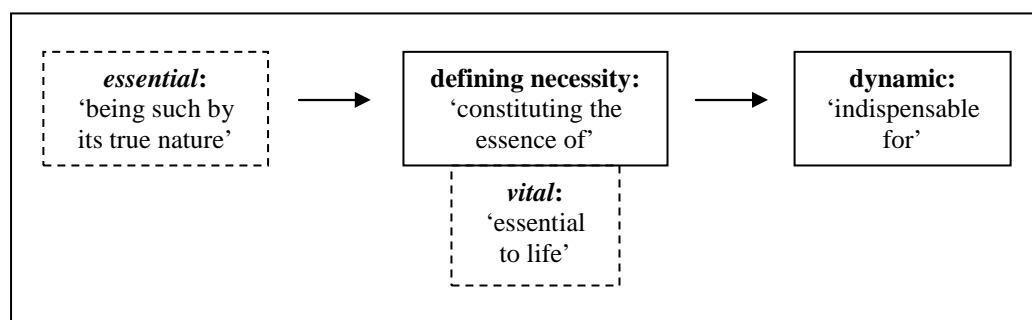 essential:
‘being such by
its true nature’
defining necessity:
‘constituting the
essence of’
dynamic:
‘indispensable
for’
vital:
‘essential
to life’